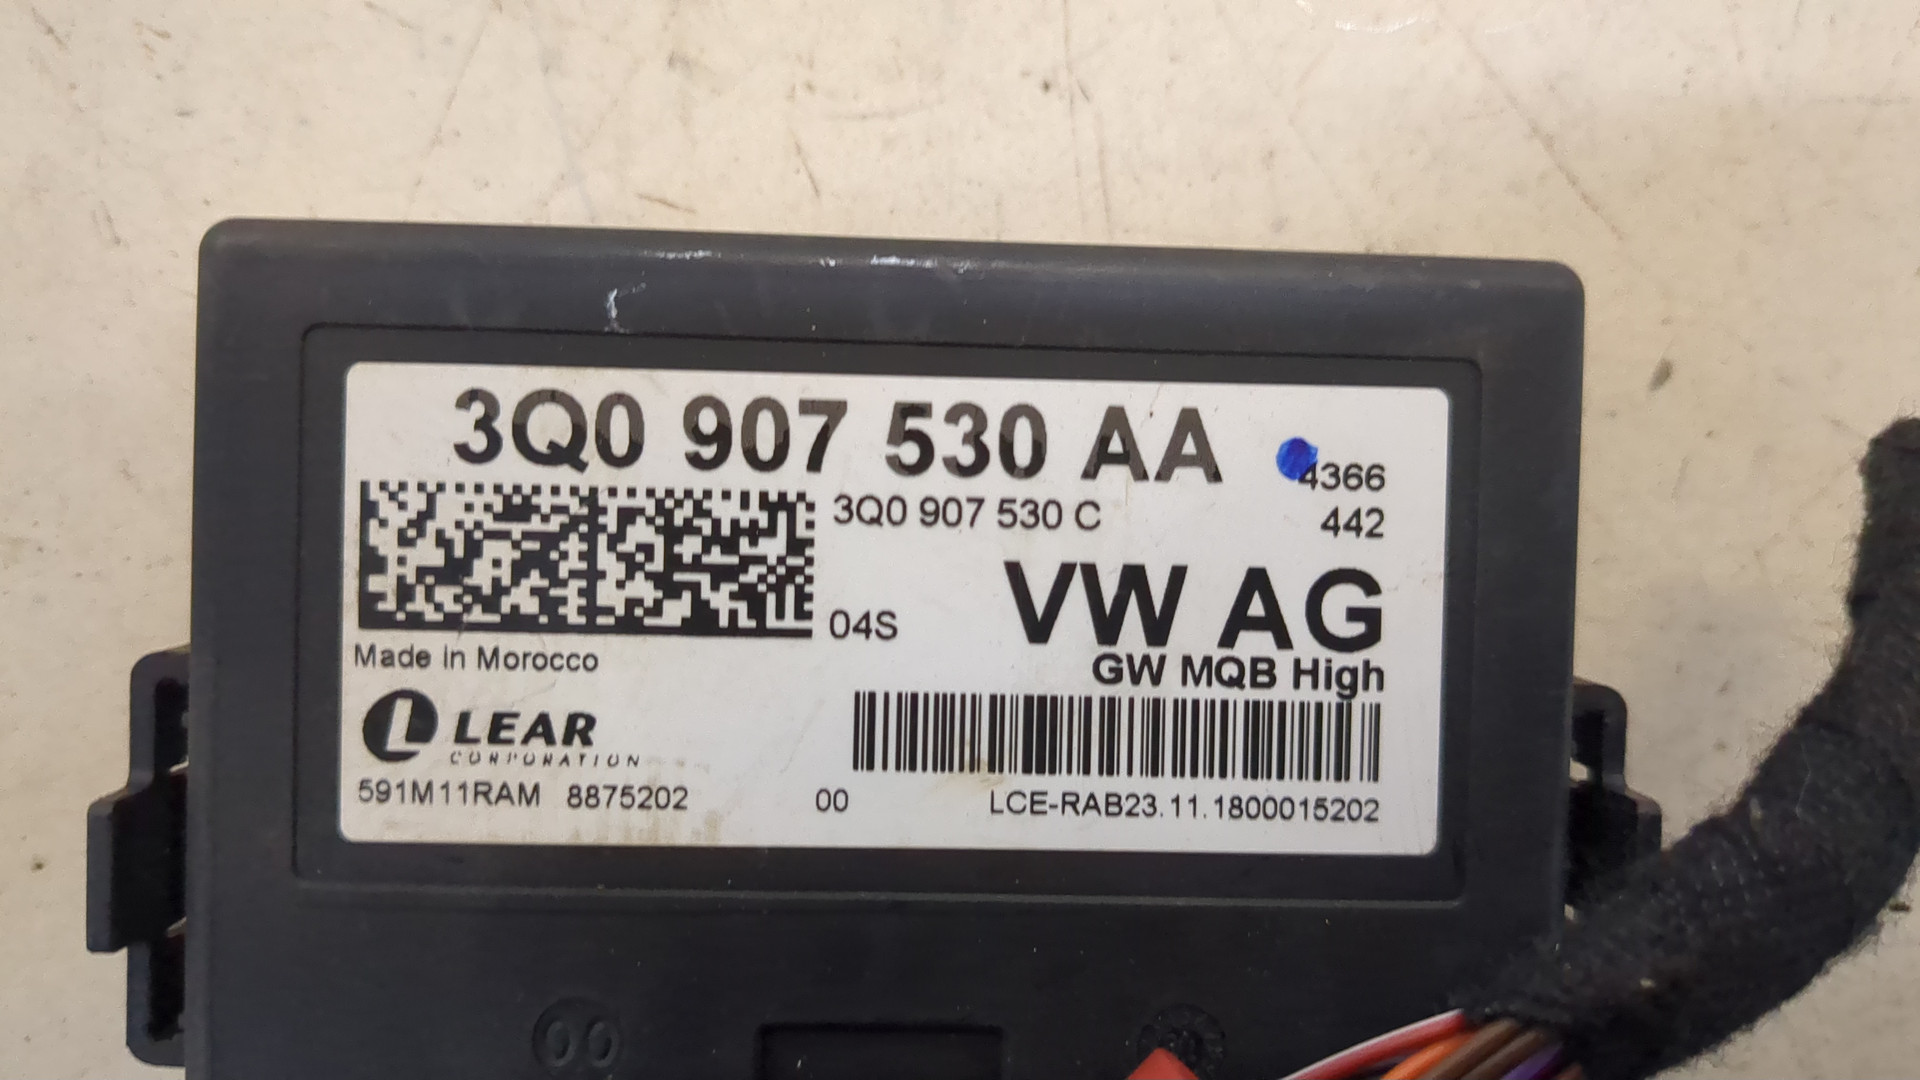 3Q0 907 530 AA
4366
3Q0 907 530 C
442
04S
VW AG
GW MQB High
Made in Morocco
L LEAR
CORPORATION
591M11RAM 8875202
00
LCE-RAB23.11.1800015202